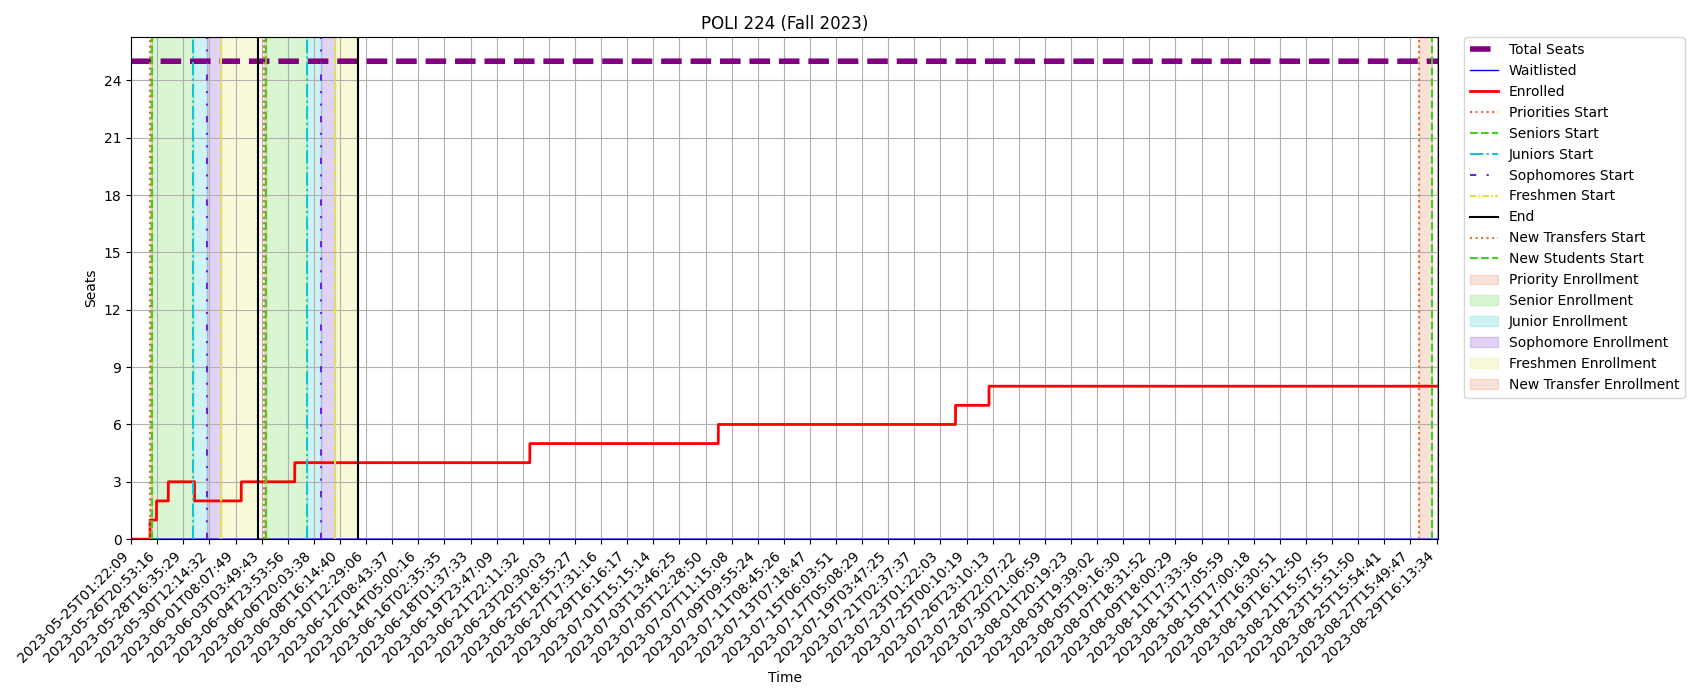 POLI 224 (Fall 2023)
Seats
24
21
18
15
12
9
6
3
0
2023-05-25T01:22:09
2023-05-26T20:53:16
2023-05-28T16:35:29
2023-05-30T12:14:32
2023-06-01T08:07:49
2023-06-03T03:49:43
2023-06-04T23:53:56
2023-06-06T20:03:38
2023-06-08T16:14:40
2023-06-10T12:29:06
2023-06-12T08:43:37
2023-06-14T05:00:16
2023-06-16T02:35:35
2023-06-18T01:37:33
2023-06-19T23:47:09
2023-06-21T22:11:32
2023-06-23T20:30:03
2023-06-25T18:55:27
2023-06-27T17:31:16
2023-06-29T16:16:17
2023-07-01T15:15:14
2023-07-03T13:46:25
2023-07-05T12:28:50
2023-07-07T11:15:08
2023-07-09T09:55:24
2023-07-11T08:45:26
2023-07-13T07:18:47
2023-07-15T06:03:51
2023-07-17T05:08:29
2023-07-19T03:47:25
2023-07-21T02:37:37
2023-07-23T01:22:03
2023-07-25T00:10:19
2023-07-26T23:10:13
2023-07-28T22:07:22
2023-07-30T21:06:59
2023-08-01T20:19:23
2023-08-03T19:39:02
2023-08-05T19:16:30
2023-08-07T18:31:52
2023-08-09T18:00:29
2023-08-11T17:33:36
2023-08-13T17:05:59
2023-08-15T17:00:18
2023-08-17T16:30:51
2023-08-19T16:12:50
2023-08-21T15:57:55
2023-08-23T15:51:50
2023-08-25T15:54:41
2023-08-27T15:49:47
2023-08-29T16:13:34
Time
Total Seats
Waitlisted
Enrolled
Priorities Start
Seniors Start
Juniors Start
Sophomores Start
Freshmen Start
End
New Transfers Start
New Students Start
Priority Enrollment
Senior Enrollment
Junior Enrollment
Sophomore Enrollment
Freshmen Enrollment
New Transfer Enrollment